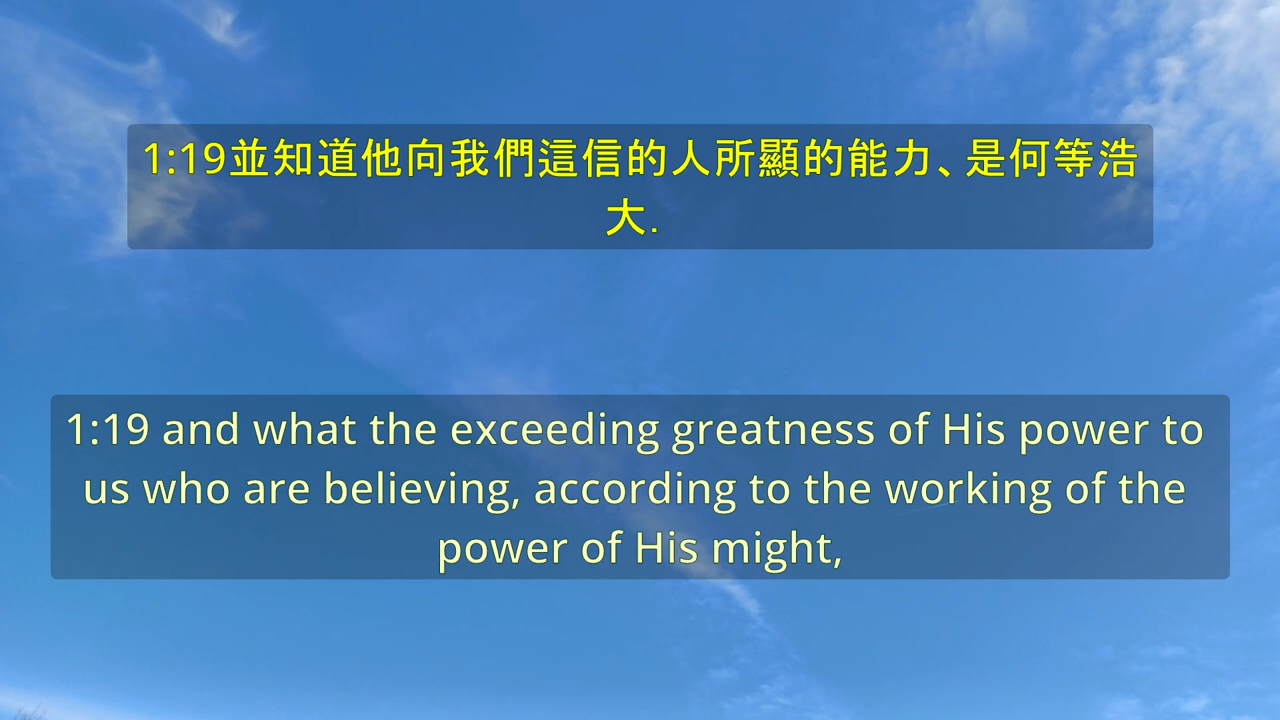 1:19並知道他向我們這信的人所顯的能力、是何等浩
大.
1:19 and what the exceeding greatness of His power to
us who are believing, according to the working of the
power of His might,